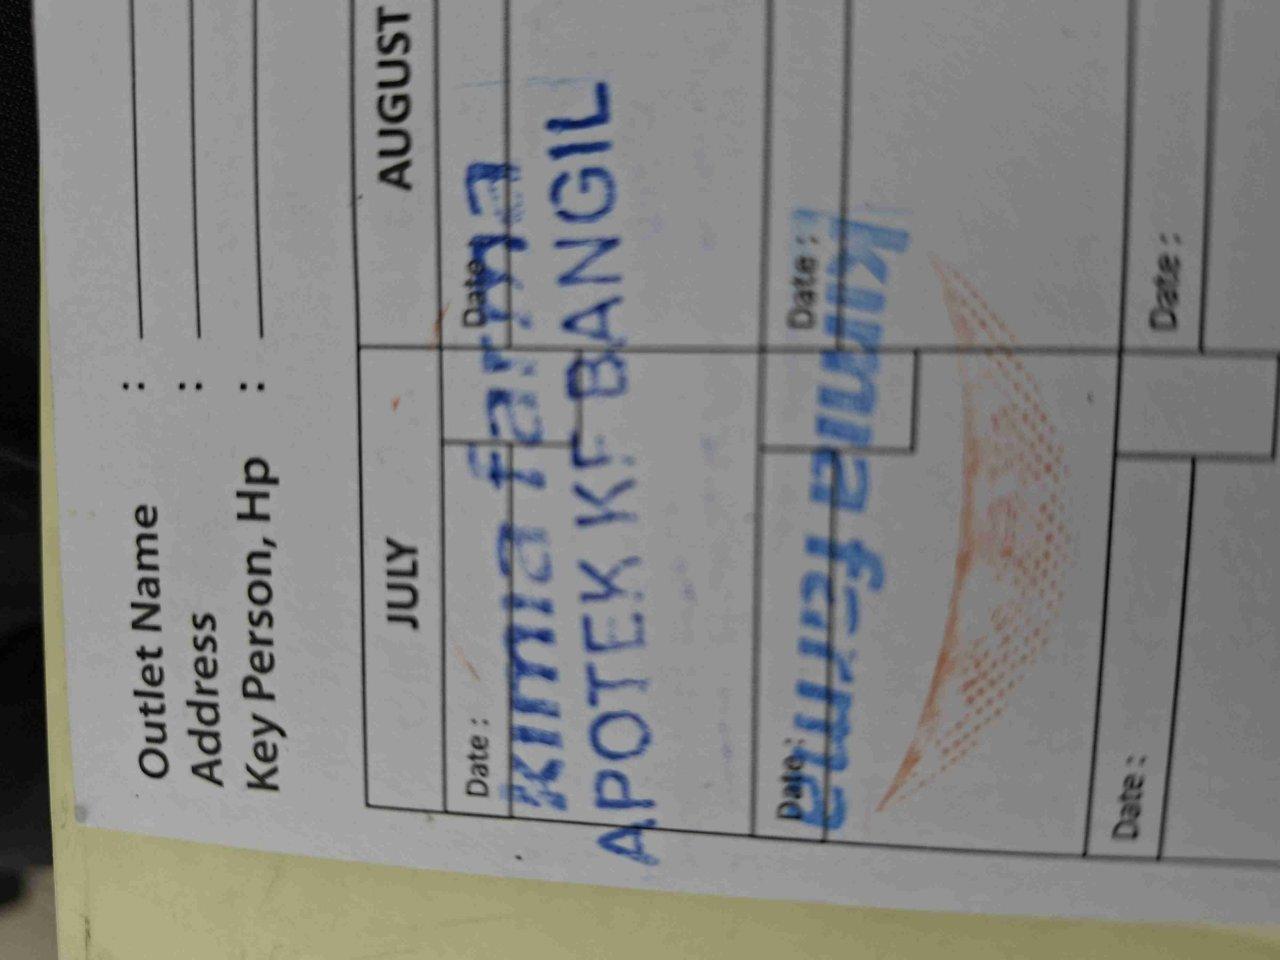 Outlet Name :
Address :
Key Person, Hp :
JULY AUGUST
Date : Date :
kimia farma
APOTEK KF BANGIL
Date : Date :
kimia farma
Date : Date :